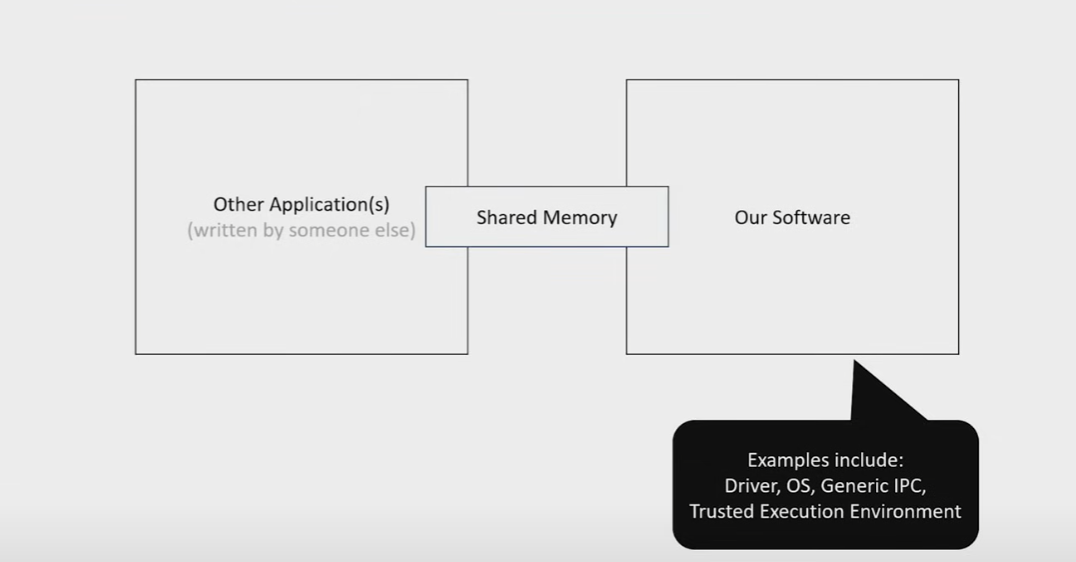 Other Application(s)
(written by someone else)
Shared Memory
Our Software
Examples include:
Driver, OS, Generic IPC,
Trusted Execution Environment